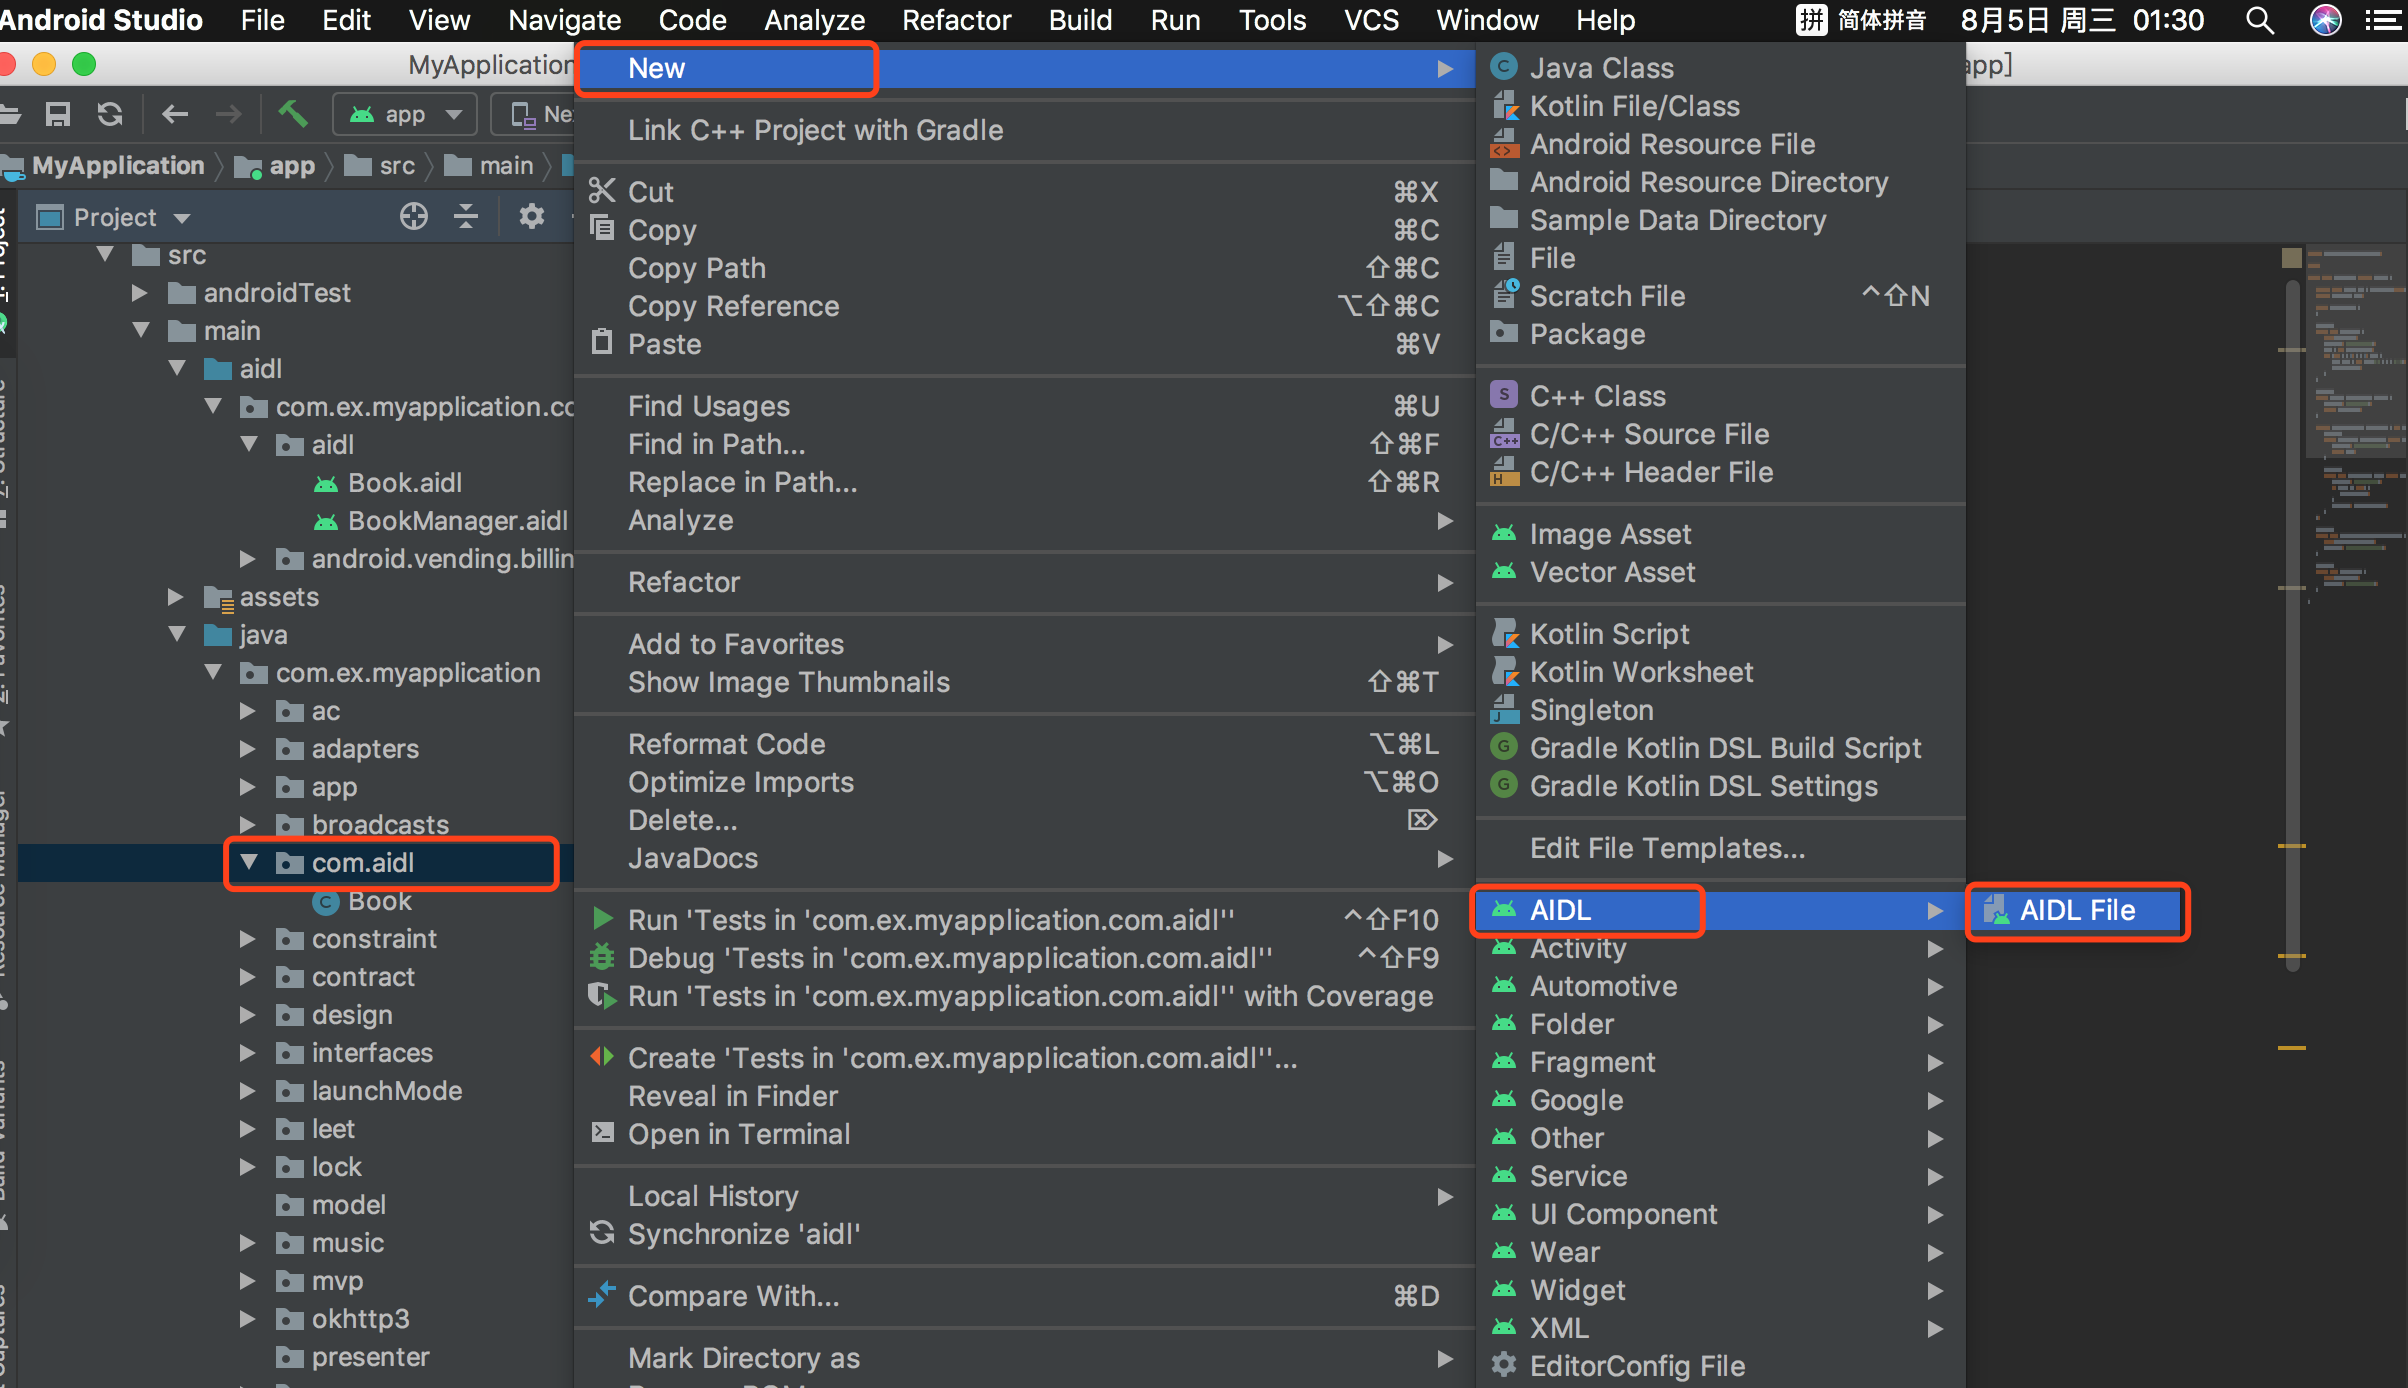 Android Studio File Edit View Navigate Code Analyze Refactor Build Run Tools VCS Window Help 拼 简体拼音 8月5日 周三 01:30
MyApplication
app]
app
MyApplication app src main
Project
src
androidTest
main
aidl
com.ex.myapplication.co
aidl
Book.aidl
BookManager.aidl
android.vending.billin
assets
java
com.ex.myapplication
ac
adapters
app
broadcasts
com.aidl
Book
constraint
contract
design
interfaces
launchMode
leet
lock
model
music
mvp
okhttp3
presenter
New
Link C++ Project with Gradle
Cut ⌘X
Copy ⌘C
Copy Path ⇧⌘C
Copy Reference ⌥⇧⌘C
Paste ⌘V
Find Usages ⌘U
Find in Path... ⇧⌘F
Replace in Path... ⇧⌘R
Analyze
Refactor
Add to Favorites
Show Image Thumbnails ⇧⌘T
Reformat Code ⌥⌘L
Optimize Imports ⌥⌘O
Delete... ⌦
JavaDocs
Run 'Tests in 'com.ex.myapplication.com.aidl'' ^⇧F10
Debug 'Tests in 'com.ex.myapplication.com.aidl'' ^⇧F9
Run 'Tests in 'com.ex.myapplication.com.aidl'' with Coverage
Create 'Tests in 'com.ex.myapplication.com.aidl''...
Reveal in Finder
Open in Terminal
Local History
Synchronize 'aidl'
Compare With... ⌘D
Mark Directory as
Java Class
Kotlin File/Class
Android Resource File
Android Resource Directory
Sample Data Directory
File
Scratch File ^⇧N
Package
C++ Class
C/C++ Source File
C/C++ Header File
Image Asset
Vector Asset
Kotlin Script
Kotlin Worksheet
Singleton
Gradle Kotlin DSL Build Script
Gradle Kotlin DSL Settings
Edit File Templates...
AIDL
Activity
Automotive
Folder
Fragment
Google
Other
Service
UI Component
Wear
Widget
XML
EditorConfig File
AIDL File